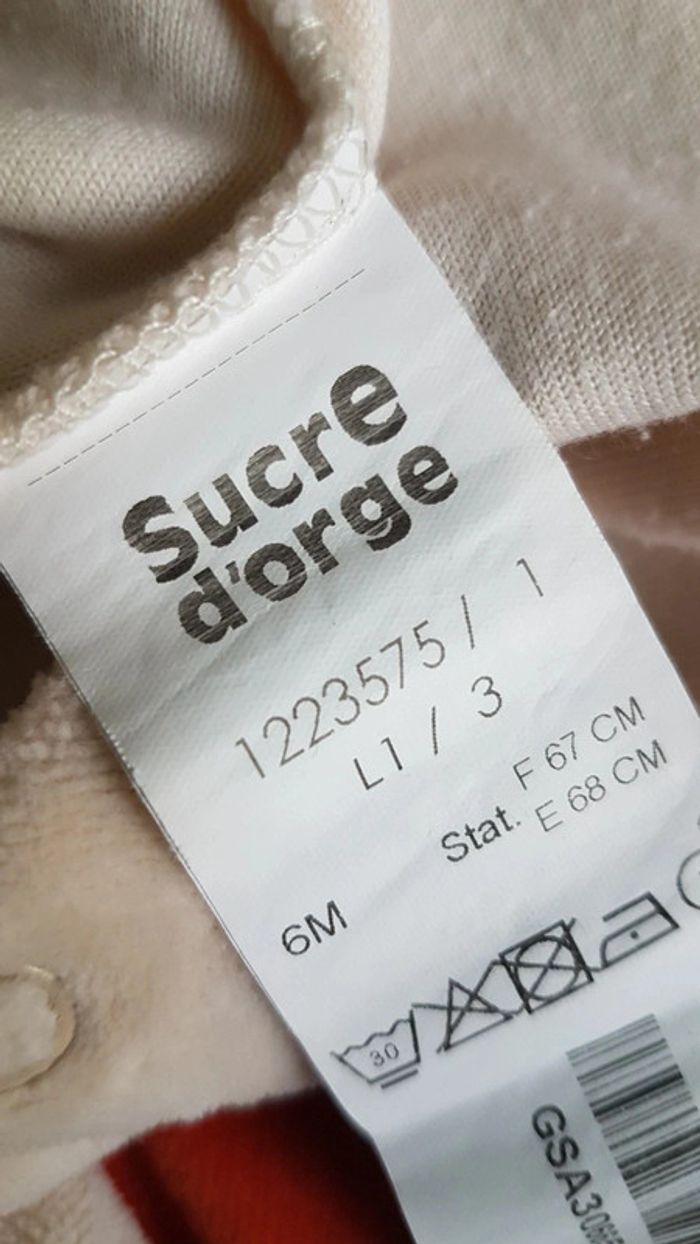 Sucre
d'orge
1223575 / 1
L1 / 3
F 67 CM
Stat. E 68 CM
6M
30